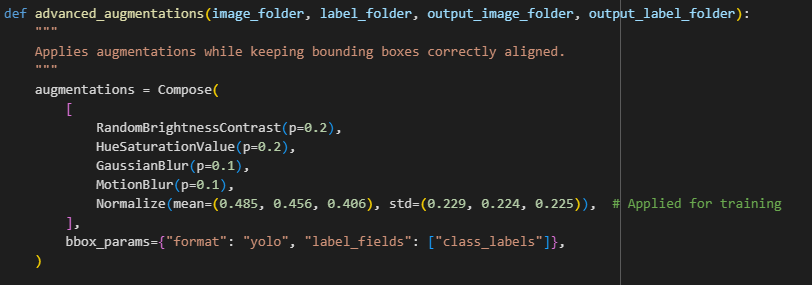 def advanced_augmentations(image_folder, label_folder, output_image_folder, output_label_folder):
    """
    Applies augmentations while keeping bounding boxes correctly aligned.
    """
    augmentations = Compose(
        [
            RandomBrightnessContrast(p=0.2),
            HueSaturationValue(p=0.2),
            GaussianBlur(p=0.1),
            MotionBlur(p=0.1),
            Normalize(mean=(0.485, 0.456, 0.406), std=(0.229, 0.224, 0.225)),  # Applied for training
        ],
        bbox_params={"format": "yolo", "label_fields": ["class_labels"]},
    )